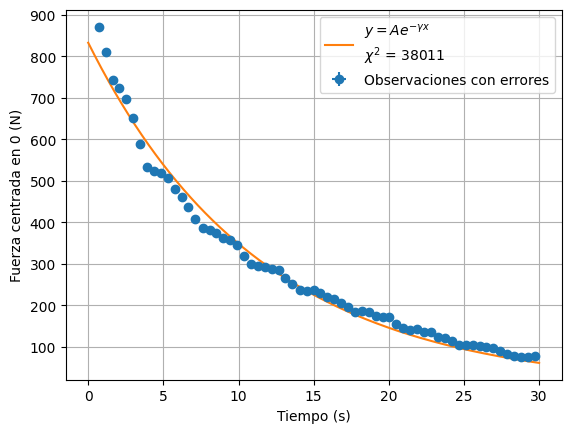 900
800
700
600
500
400
300
200
100
Fuerza centrada en 0 (N)
y = Ae^{-γx}
χ² = 38011
Observaciones con errores
0 5 10 15 20 25 30
Tiempo (s)